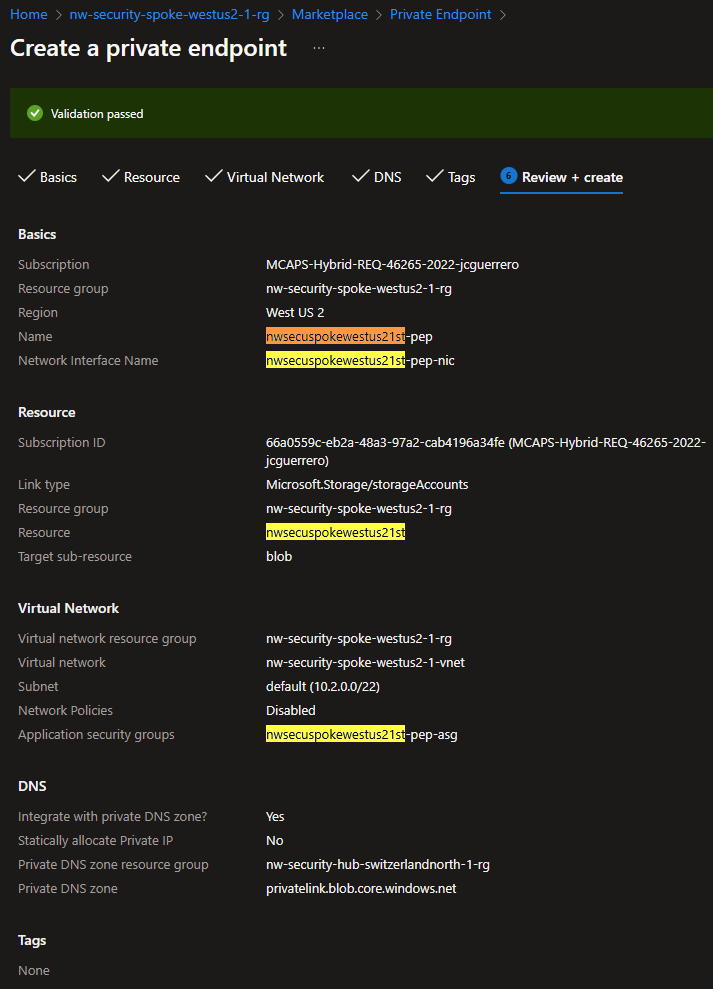 Home > nw-security-spoke-westus2-1-rg > Marketplace > Private Endpoint >
Create a private endpoint ...
Validation passed
Basics Resource Virtual Network DNS Tags 6 Review + create
Basics
Subscription MCAPS-Hybrid-REQ-46265-2022-jcguerrero
Resource group nw-security-spoke-westus2-1-rg
Region West US 2
Name nwsecuspokewestus21st-pep
Network Interface Name nwsecuspokewestus21st-pep-nic
Resource
Subscription ID 66a0559c-eb2a-48a3-97a2-cab4196a34fe (MCAPS-Hybrid-REQ-46265-2022-
jcguerrero)
Link type Microsoft.Storage/storageAccounts
Resource group nw-security-spoke-westus2-1-rg
Resource nwsecuspokewestus21st
Target sub-resource blob
Virtual Network
Virtual network resource group nw-security-spoke-westus2-1-rg
Virtual network nw-security-spoke-westus2-1-vnet
Subnet default (10.2.0.0/22)
Network Policies Disabled
Application security groups nwsecuspokewestus21st-pep-asg
DNS
Integrate with private DNS zone? Yes
Statically allocate Private IP No
Private DNS zone resource group nw-security-hub-switzerlandnorth-1-rg
Private DNS zone privatelink.blob.core.windows.net
Tags
None